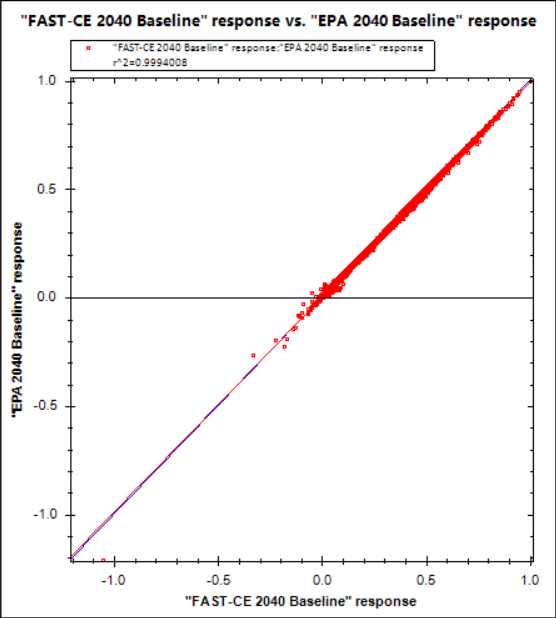 "FAST-CE 2040 Baseline" response vs. "EPA 2040 Baseline" response
"FAST-CE 2040 Baseline" response:"EPA 2040 Baseline" response
r^2=0.9994008
1.0
0.5
0.0
-0.5
-1.0
"EPA 2040 Baseline" response
-1.0 -0.5 0.0 0.5 1.0
"FAST-CE 2040 Baseline" response